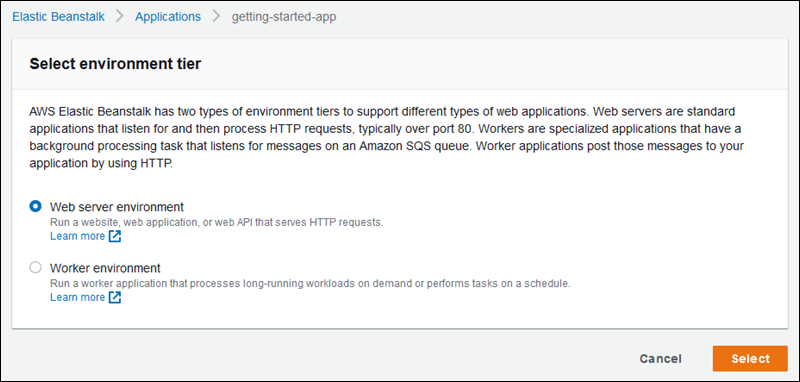 Elastic Beanstalk > Applications > getting-started-app
Select environment tier
AWS Elastic Beanstalk has two types of environment tiers to support different types of web applications. Web servers are standard
applications that listen for and then process HTTP requests, typically over port 80. Workers are specialized applications that have a
background processing task that listens for messages on an Amazon SQS queue. Worker applications post those messages to your
application by using HTTP.
Web server environment
Run a website, web application, or web API that serves HTTP requests.
Learn more
Worker environment
Run a worker application that processes long-running workloads on demand or performs tasks on a schedule.
Learn more
Cancel Select